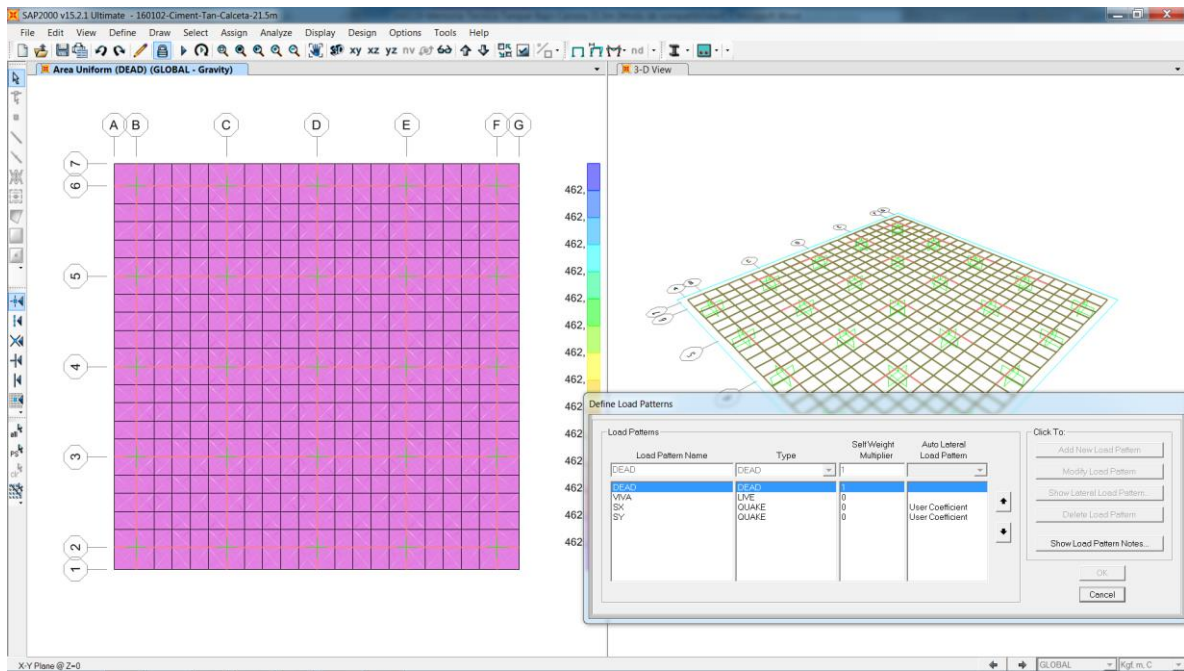 SAP2000 v15.2.1 Ultimate - 160102-Ciment-Tan-Calceta-21.5m
File Edit View Define Draw Select Assign Analyze Display Design Options Tools Help
xy xz yz nv nd
Area Uniform (DEAD) (GLOBAL - Gravity)
3-D View
A B C D E F G
7
6
5
4
3
2
1
462,
462,
462,
462,
462,
462,
462,
462,
462
462
462
462
462
462
Define Load Patterns
Load Patterns
Load Pattern Name Type Self Weight Multiplier Auto Lateral Load Pattern
DEAD DEAD 1
DEAD DEAD 1
VIVA LIVE 0
SX QUAKE 0 User Coefficient
SY QUAKE 0 User Coefficient
Click To:
Add New Load Pattern
Modify Load Pattern
Show Lateral Load Pattern...
Delete Load Pattern
Show Load Pattern Notes...
OK
Cancel
X-Y Plane @ Z=0
GLOBAL
Kgf, m, C